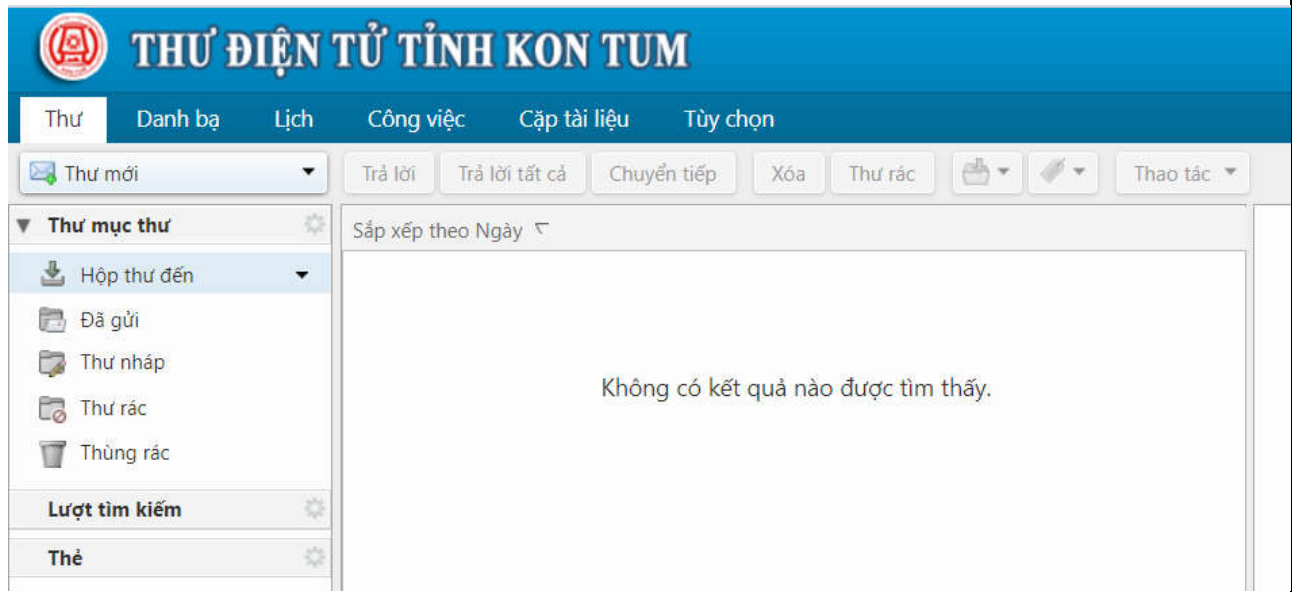 THƯ ĐIỆN TỬ TỈNH KON TUM
Thư Danh bạ Lịch Công việc Cặp tài liệu Tùy chọn
Thư mới Trả lời Trả lời tất cả Chuyển tiếp Xóa Thư rác Thao tác
Thư mục thư
Sắp xếp theo Ngày
Hộp thư đến
Đã gửi
Thư nháp
Không có kết quả nào được tìm thấy.
Thư rác
Thùng rác
Lượt tìm kiếm
Thẻ